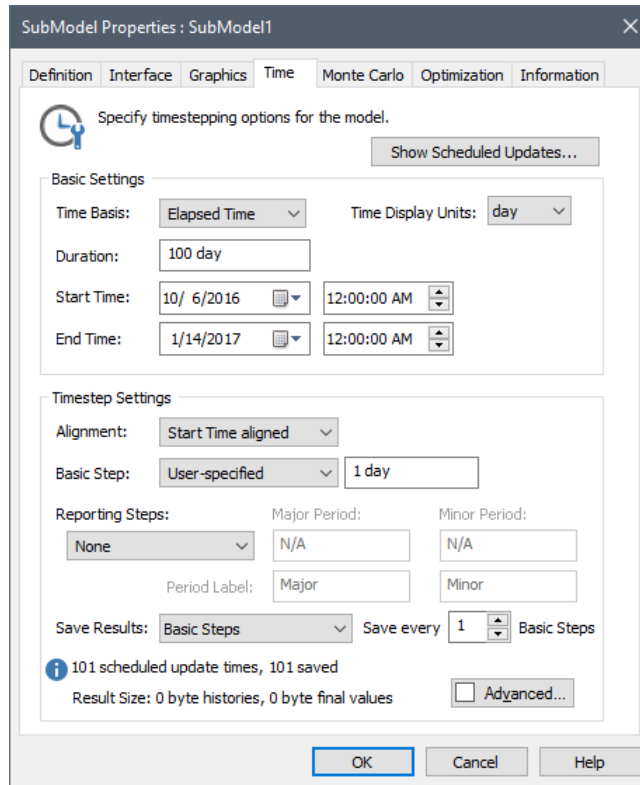 SubModel Properties : SubModel1
Definition Interface Graphics Time Monte Carlo Optimization Information
Specify timestepping options for the model.
Show Scheduled Updates...
Basic Settings
Time Basis: Elapsed Time Time Display Units: day
Duration: 100 day
Start Time: 10/ 6/2016 12:00:00 AM
End Time: 1/14/2017 12:00:00 AM
Timestep Settings
Alignment: Start Time aligned
Basic Step: User-specified 1 day
Reporting Steps: Major Period: Minor Period:
None N/A N/A
Period Label: Major Minor
Save Results: Basic Steps Save every 1 Basic Steps
101 scheduled update times, 101 saved
Result Size: 0 byte histories, 0 byte final values Advanced...
OK Cancel Help